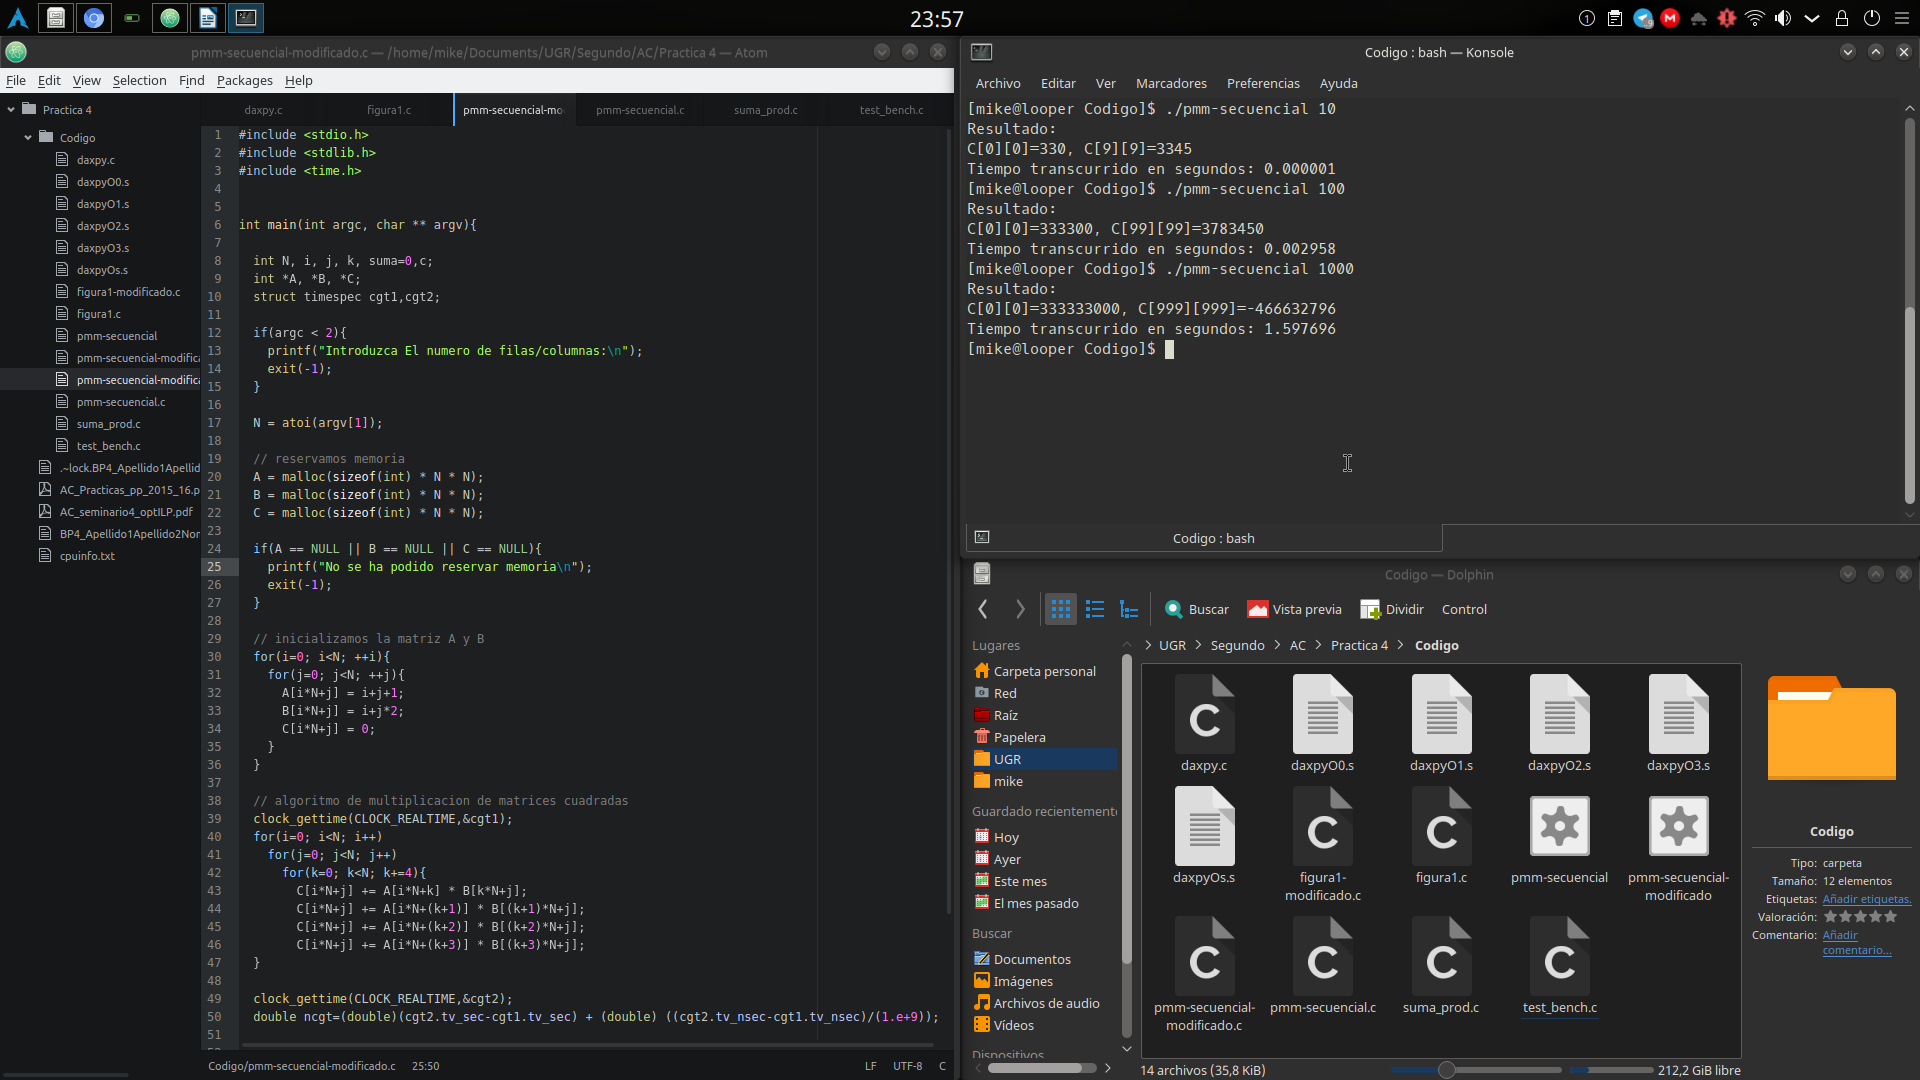 23:57
pmm-secuencial-modificado.c — /home/mike/Documents/UGR/Segundo/AC/Practica 4 — Atom
File Edit View Selection Find Packages Help
Practica 4
Codigo
daxpy.c
daxpyO0.s
daxpyO1.s
daxpyO2.s
daxpyO3.s
daxpyOs.s
figura1-modificado.c
figura1.c
pmm-secuencial
pmm-secuencial-modifica
pmm-secuencial-modifica
pmm-secuencial.c
suma_prod.c
test_bench.c
.~lock.BP4_Apellido1Apellid
AC_Practicas_pp_2015_16.p
AC_seminario4_optILP.pdf
BP4_Apellido1Apellido2Nor
cpuinfo.txt
daxpy.c figura1.c pmm-secuencial-mo pmm-secuencial.c suma_prod.c test_bench.c
1 #include <stdio.h>
2 #include <stdlib.h>
3 #include <time.h>
4
5
6 int main(int argc, char ** argv){
7
8 int N, i, j, k, suma=0,c;
9 int *A, *B, *C;
10 struct timespec cgt1,cgt2;
11
12 if(argc < 2){
13 printf("Introduzca El numero de filas/columnas:\n");
14 exit(-1);
15 }
16
17 N = atoi(argv[1]);
18
19 // reservamos memoria
20 A = malloc(sizeof(int) * N * N);
21 B = malloc(sizeof(int) * N * N);
22 C = malloc(sizeof(int) * N * N);
23
24 if(A == NULL || B == NULL || C == NULL){
25 printf("No se ha podido reservar memoria\n");
26 exit(-1);
27 }
28
29 // inicializamos la matriz A y B
30 for(i=0; i<N; ++i){
31 for(j=0; j<N; ++j){
32 A[i*N+j] = i+j+1;
33 B[i*N+j] = i+j*2;
34 C[i*N+j] = 0;
35 }
36 }
37
38 // algoritmo de multiplicacion de matrices cuadradas
39 clock_gettime(CLOCK_REALTIME,&cgt1);
40 for(i=0; i<N; i++)
41 for(j=0; j<N; j++)
42 for(k=0; k<N; k+=4){
43 C[i*N+j] += A[i*N+k] * B[k*N+j];
44 C[i*N+j] += A[i*N+(k+1)] * B[(k+1)*N+j];
45 C[i*N+j] += A[i*N+(k+2)] * B[(k+2)*N+j];
46 C[i*N+j] += A[i*N+(k+3)] * B[(k+3)*N+j];
47 }
48
49 clock_gettime(CLOCK_REALTIME,&cgt2);
50 double ncgt=(double)(cgt2.tv_sec-cgt1.tv_sec) + (double) ((cgt2.tv_nsec-cgt1.tv_nsec)/(1.e+9));
51
Codigo/pmm-secuencial-modificado.c 25:50 LF UTF-8 C
Codigo : bash — Konsole
Archivo Editar Ver Marcadores Preferencias Ayuda
[mike@looper Codigo]$ ./pmm-secuencial 10
Resultado:
C[0][0]=330, C[9][9]=3345
Tiempo transcurrido en segundos: 0.000001
[mike@looper Codigo]$ ./pmm-secuencial 100
Resultado:
C[0][0]=333300, C[99][99]=3783450
Tiempo transcurrido en segundos: 0.002958
[mike@looper Codigo]$ ./pmm-secuencial 1000
Resultado:
C[0][0]=333333000, C[999][999]=-466632796
Tiempo transcurrido en segundos: 1.597696
[mike@looper Codigo]$
Codigo : bash
Codigo — Dolphin
Buscar Vista previa Dividir Control
Lugares
Carpeta personal
Red
Raíz
Papelera
UGR
mike
Guardado recientemente
Hoy
Ayer
Este mes
El mes pasado
Buscar
Documentos
Imágenes
Archivos de audio
Vídeos
Dispositivos
> UGR > Segundo > AC > Practica 4 > Codigo
daxpy.c daxpyO0.s daxpyO1.s daxpyO2.s daxpyO3.s
daxpyOs.s figura1-modificado.c figura1.c pmm-secuencial pmm-secuencial-modificado
pmm-secuencial-modificado.c pmm-secuencial.c suma_prod.c test_bench.c
14 archivos (35,8 KiB) 212,2 GiB libre
Codigo
Tipo: carpeta
Tamaño: 12 elementos
Etiquetas: Añadir etiquetas.
Valoración:
Comentario: Añadir
comentario...